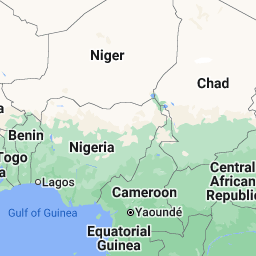 Niger
Chad
a
Benin
Nigeria
Togo
Lagos
Central
African
Republic
Cameroon
Gulf of Guinea
Yaoundé
Equatorial
Guinea